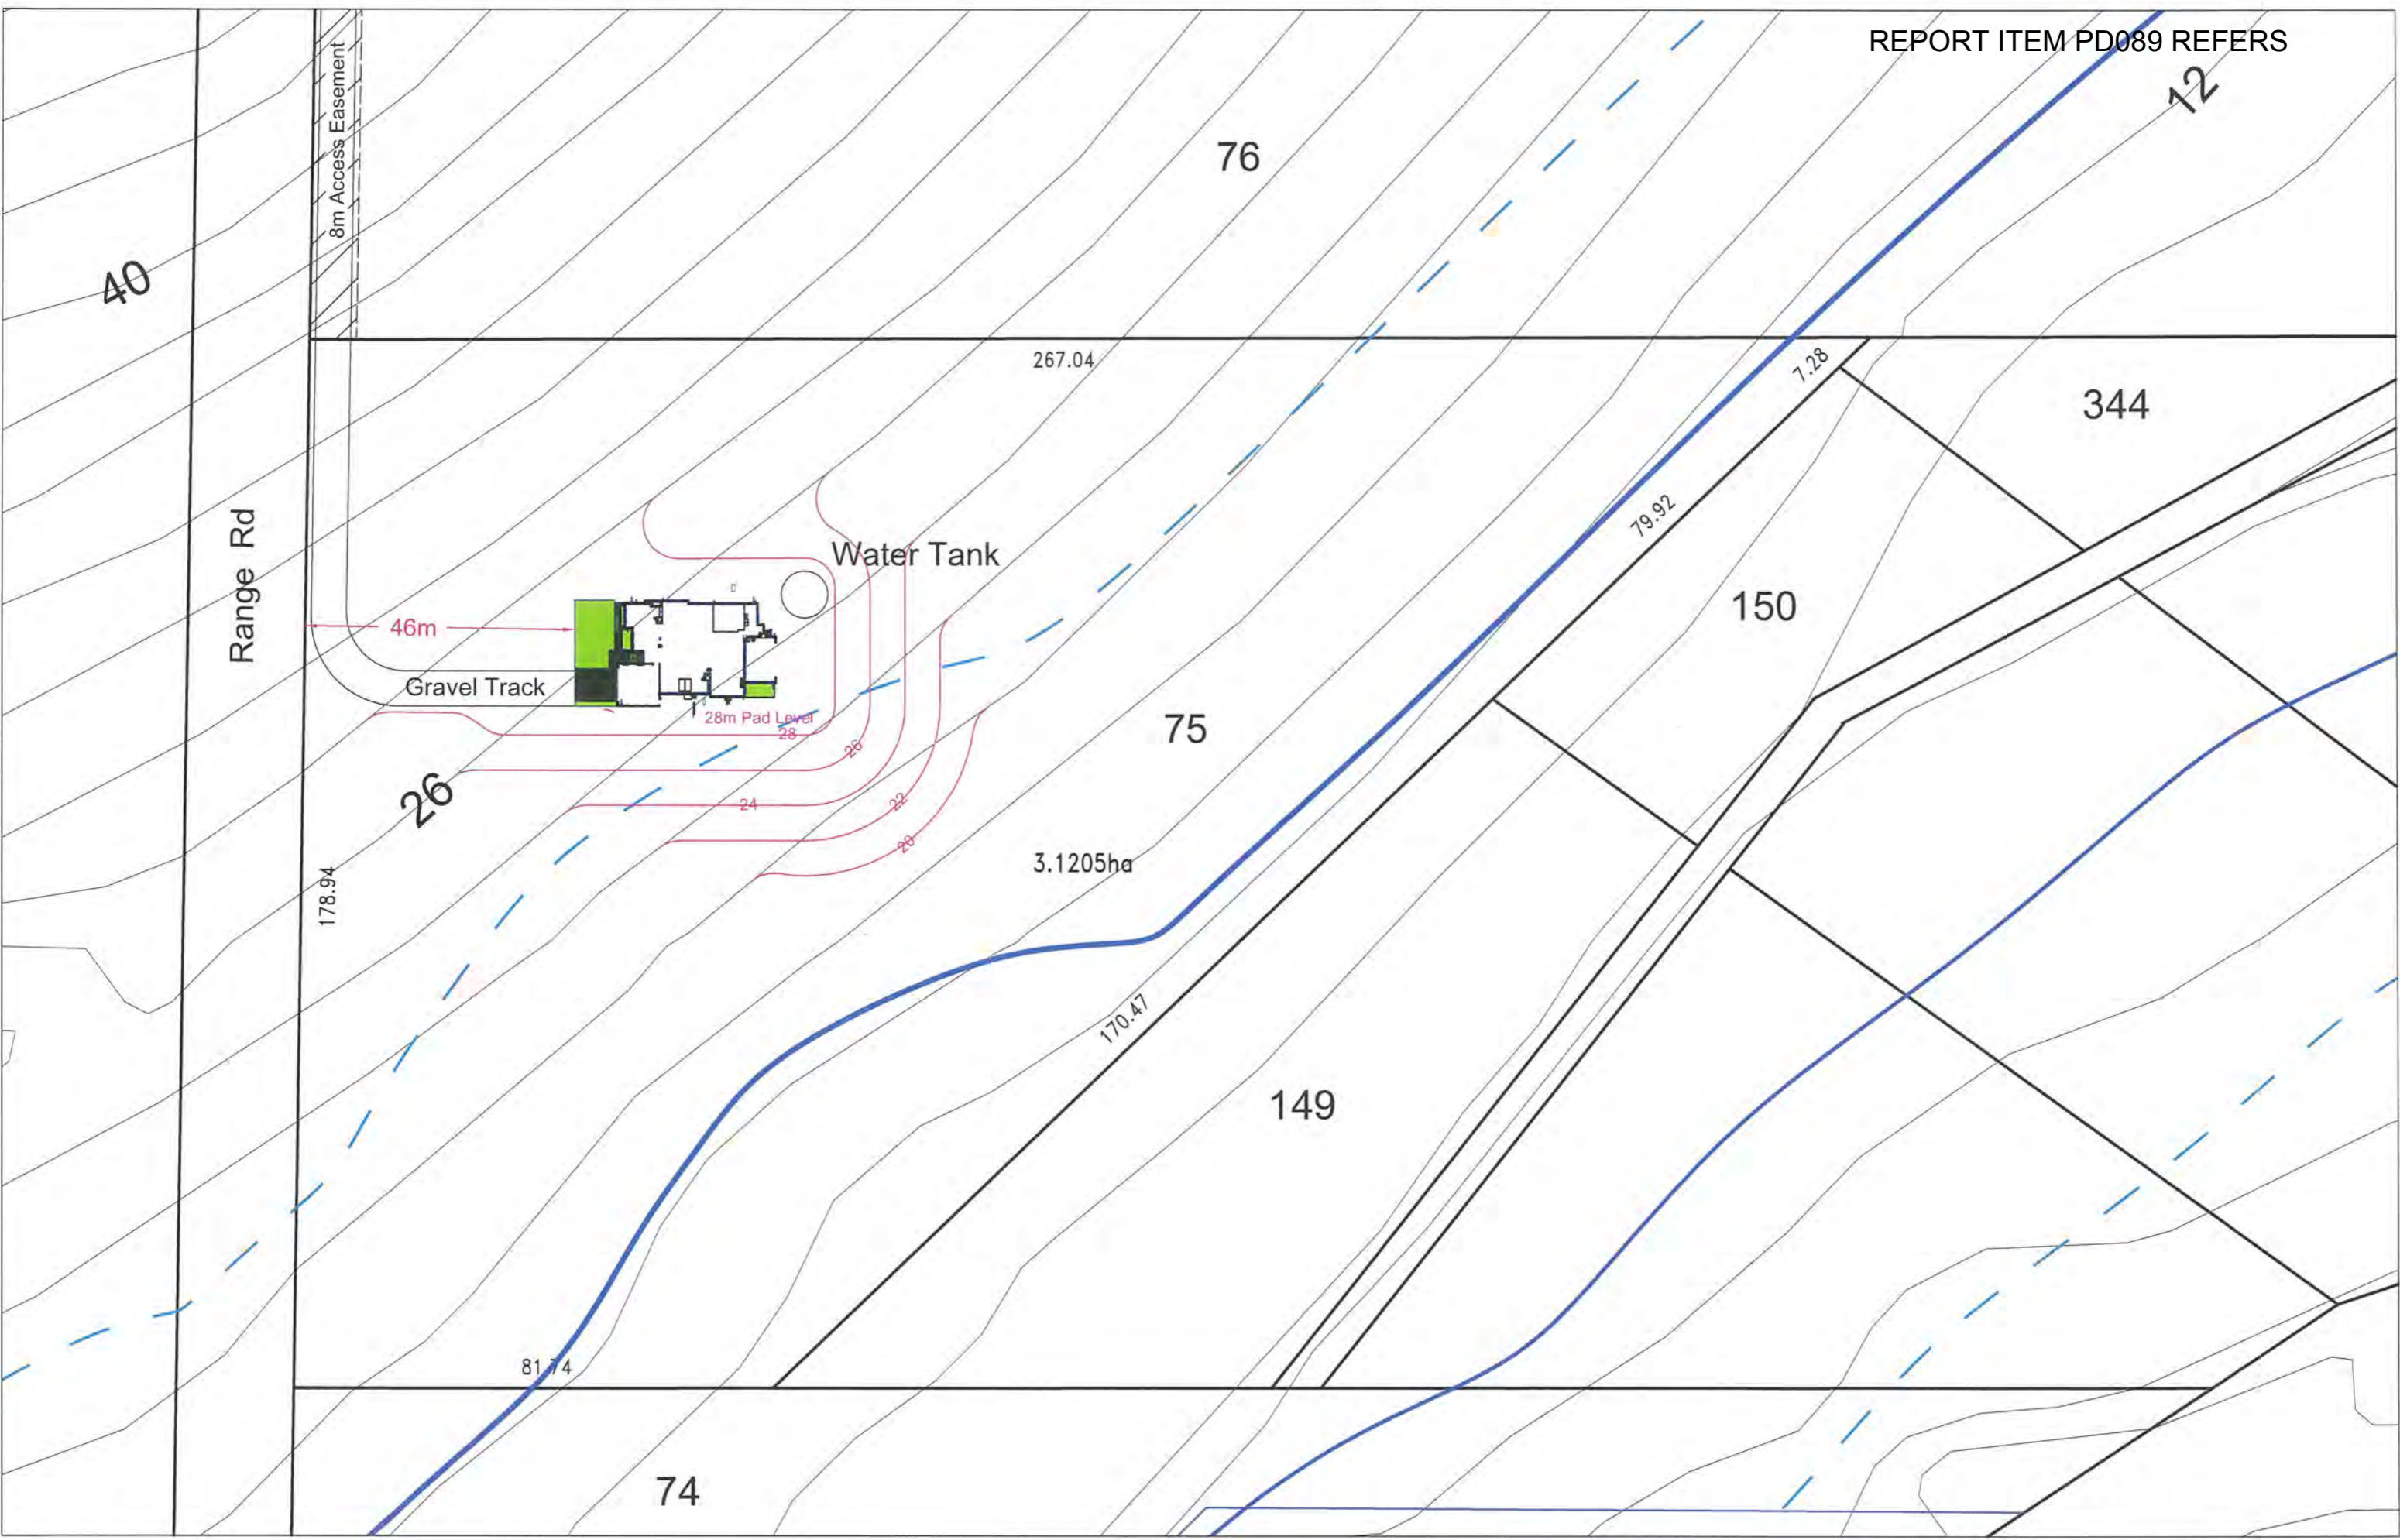 REPORT ITEM PD089 REFERS
8m Access Easement
12
76
40
267.04
7.28
344
79.92
Range Rd
Water Tank
150
46m
Gravel Track
28m Pad Level
28
75
26
26
24
22
20
3.1205ha
178.94
170.47
149
81.74
74